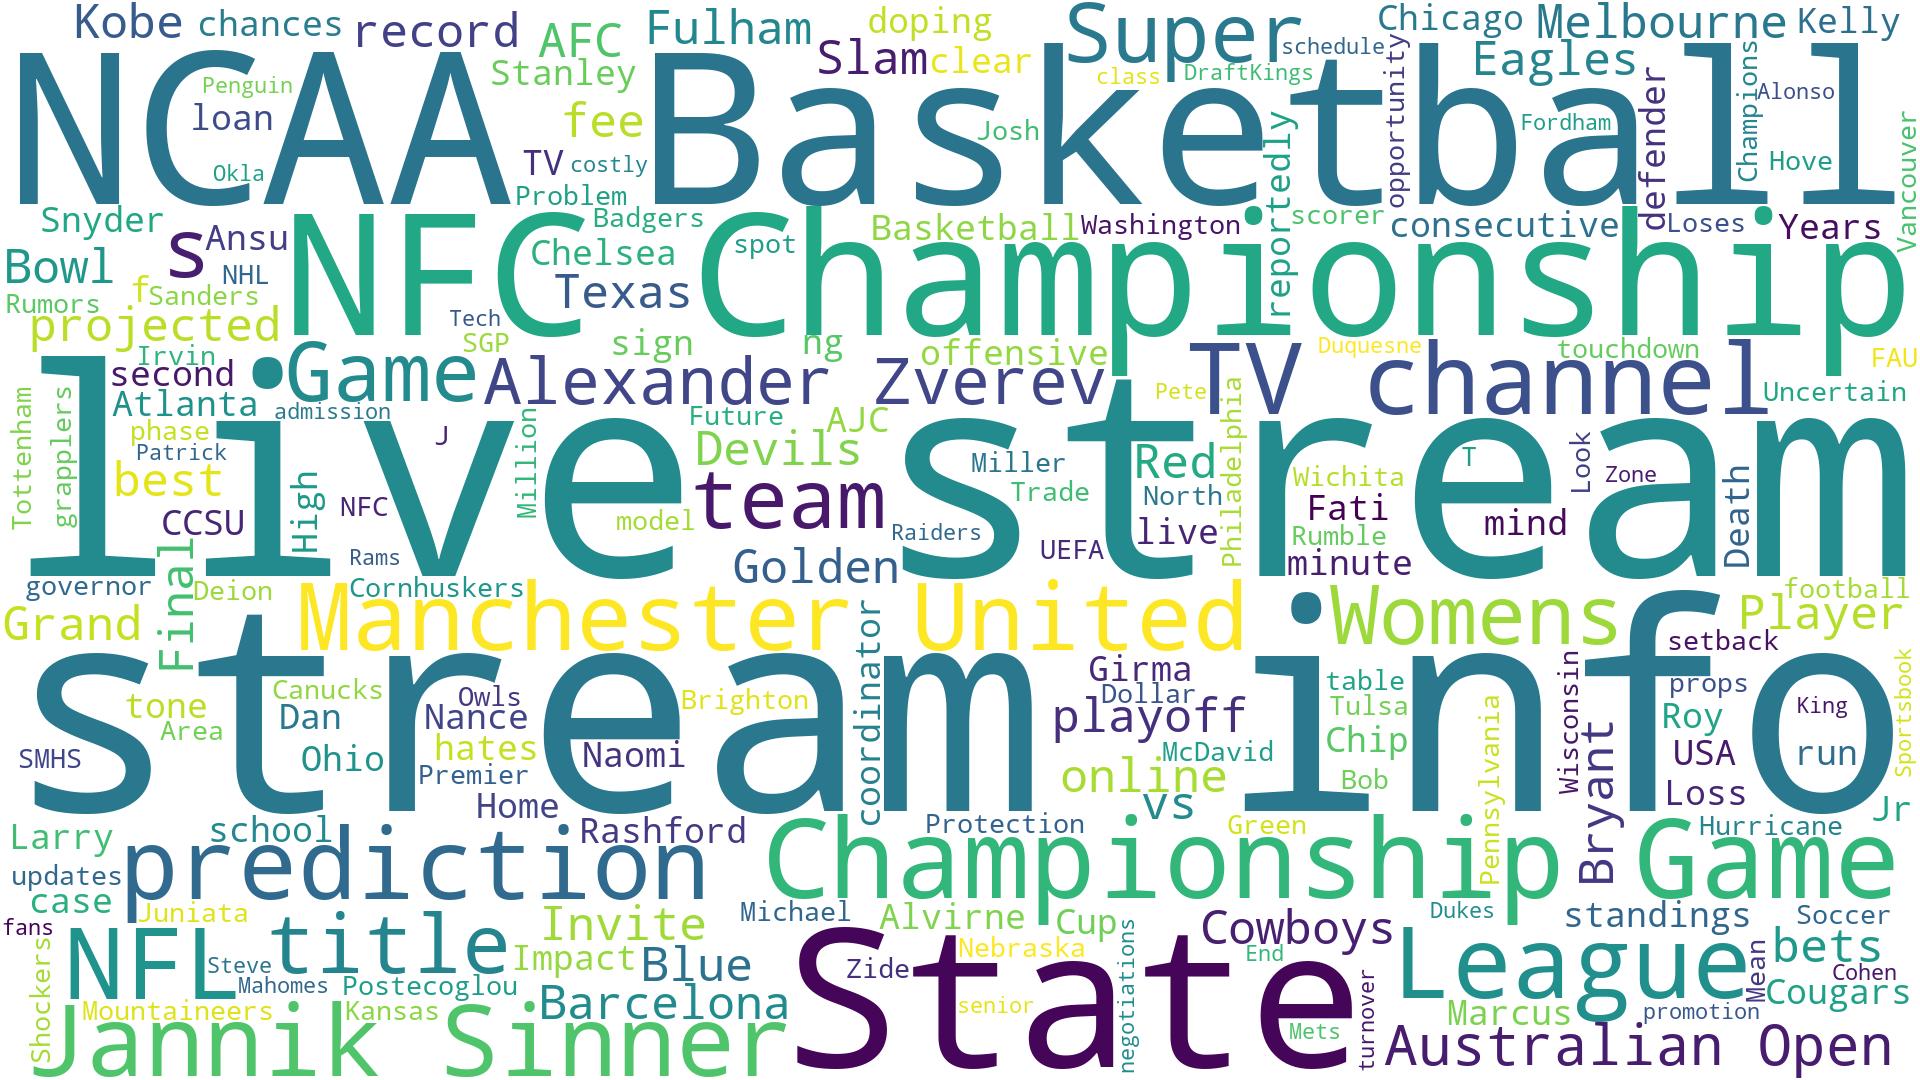 Kobe
chances
record
AFC
Fulham
doping
Super
schedule
Chicago
Melbourne
Kelly
NCAA Basketball
Penguin
loan
Okla
Stanley
fee
TV
costly
Problem
Slam
clear
class
DraftKings
Josh
reportedly
opportunity
Eagles
Fordham
defender
Champions
Alonso
Hove
Vancouver
Snyder
s
Ansu
NHL
Bowl
Rumors
f
Sanders
projected
NFC Championship
Badgers
Chelsea
Texas
spot
Basketball
Washington
scorer
consecutive
Loses
Years
Tech
SGP
sign
ng
offensive
Duquesne
touchdown
FAU
Irvin
second
Game
Alexander Zverev
TV channel
Pete
Uncertain
Atlanta
admission
Tottenham
grapplers
phase
Patrick
best
CCSU
High
J
NFC
Rams
Million
Future
AJC
Devils
team
model
Raiders
Golden
live stream
Miller
Trade
UEFA
Red
North
live
Philadelphia
Wichita
Fati
Rumble
minute
T
mind
Look
Zone
Death
governor
Deion
Cornhuskers
Final
Grand
Manchester United
Womens
Player
football
setback
stream info
tone
Area
SMHS
Canucks
Dan
Ohio
Owls
Nance
hates
Premier
Home
Naomi
Brighton
coordinator
Girma
Dollar
playoff
McDavid
online
vs
table
Tulsa
Chip
Bob
Pennsylvania
Wisconsin
Bryant
props
Roy
USA
Loss
King
run
Sportsbook
Jr
Larry
school
Rashford
Protection
Green
Hurricane
updates
case
prediction
Championship Game
Juniata
fans
Shockers
NFL
title
Steve
Mahomes
Invite
Impact
Blue
Michael
Alvirne
Cup
Cowboys
Dukes
standings
Soccer
Zide
Nebraska
negotiations
End
League
Mean
bets
Cohen
Cougars
Postecoglou
Mountaineers
Kansas
Barcelona
State
senior
Mets
turnover
Marcus
promotion
Jannik Sinner
Australian Open